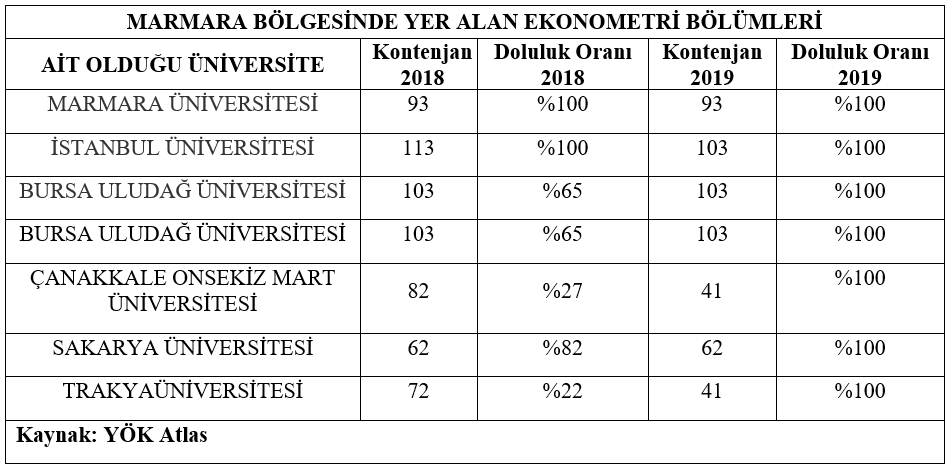 MARMARA BÖLGESİNDE YER ALAN EKONOMETRİ BÖLÜMLERİ
AİT OLDUĞU ÜNİVERSİTE Kontenjan 2018 Doluluk Oranı 2018 Kontenjan 2019 Doluluk Oranı 2019
MARMARA ÜNİVERSİTESİ 93 %100 93 %100
İSTANBUL ÜNİVERSİTESİ 113 %100 103 %100
BURSA ULUDAĞ ÜNİVERSİTESİ 103 %65 103 %100
BURSA ULUDAĞ ÜNİVERSİTESİ 103 %65 103 %100
ÇANAKKALE ONSEKİZ MART ÜNİVERSİTESİ 82 %27 41 %100
SAKARYA ÜNİVERSİTESİ 62 %82 62 %100
TRAKYAÜNİVERSİTESİ 72 %22 41 %100
Kaynak: YÖK Atlas